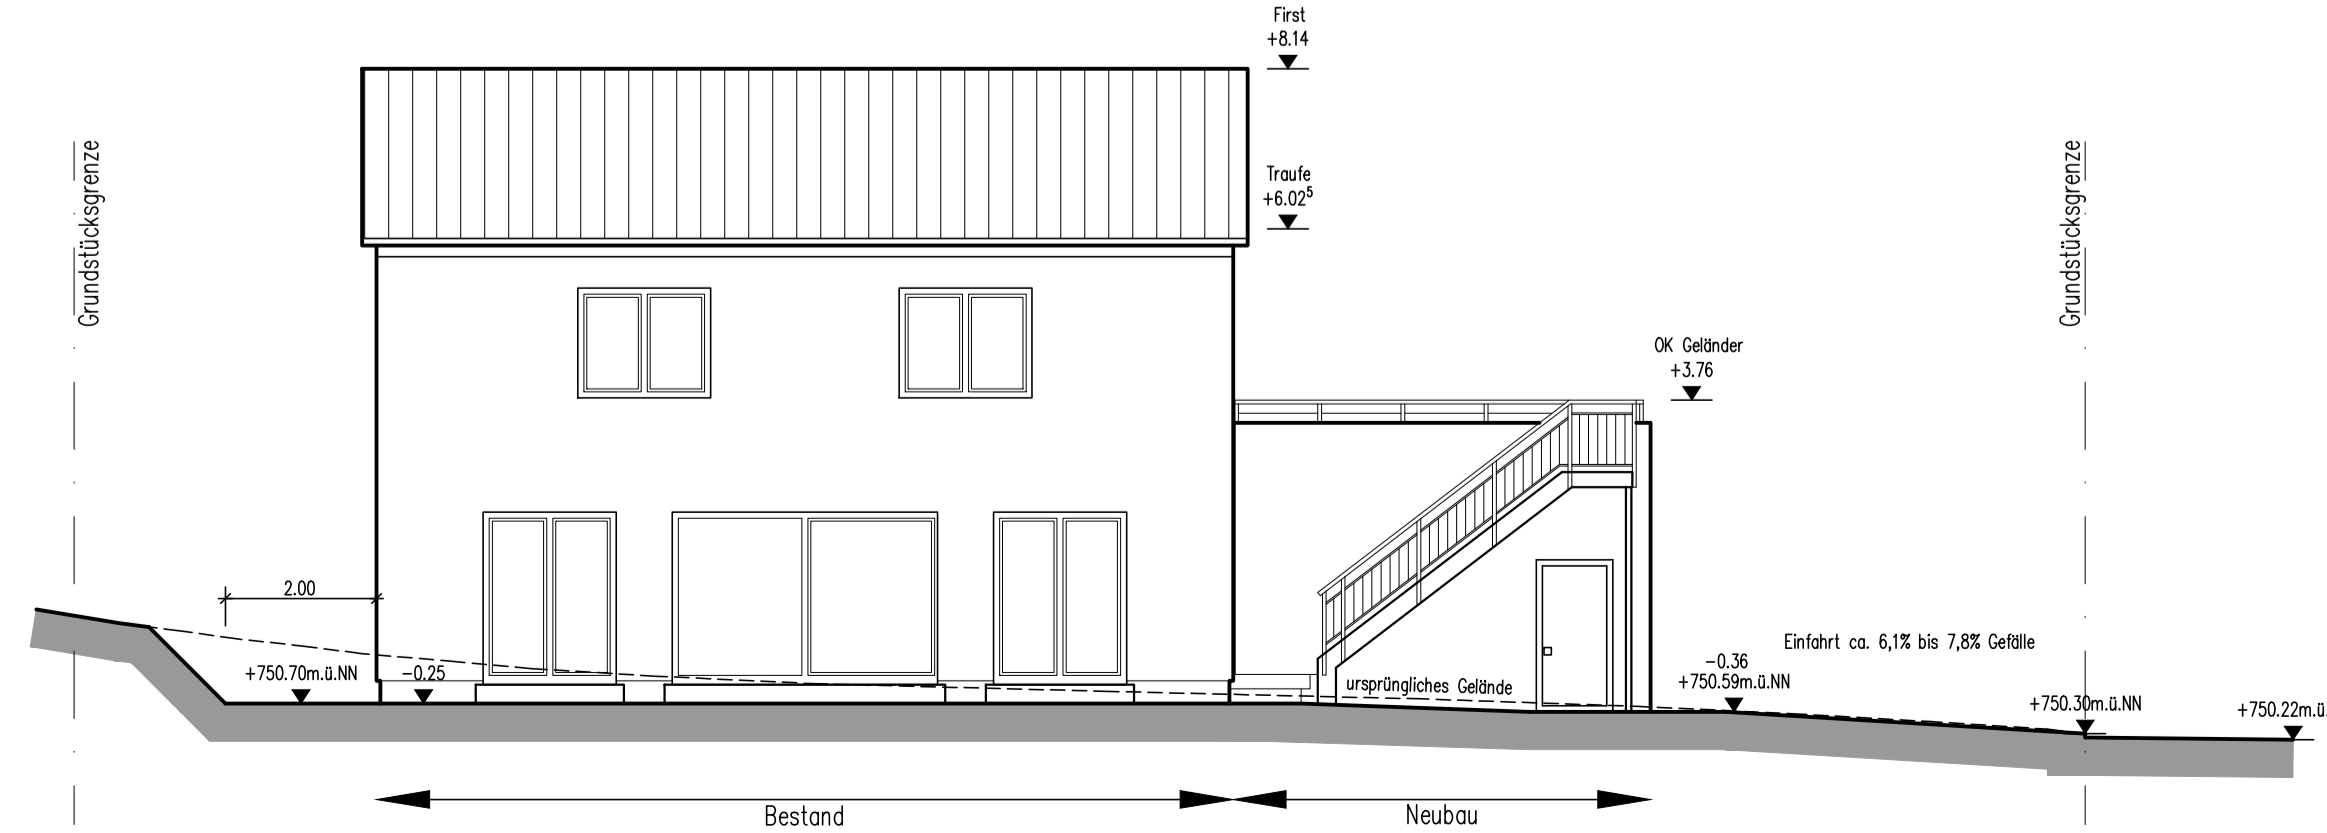 First
+8.14
Traufe
+6.02⁵
Grundstücksgrenze
Grundstücksgrenze
OK Geländer
+3.76
2.00
+750.70m.ü.NN
-0.25
ursprüngliches Gelände
Einfahrt ca. 6,1% bis 7,8% Gefälle
-0.36
+750.59m.ü.NN
+750.30m.ü.NN
+750.22m.ü.
Bestand
Neubau